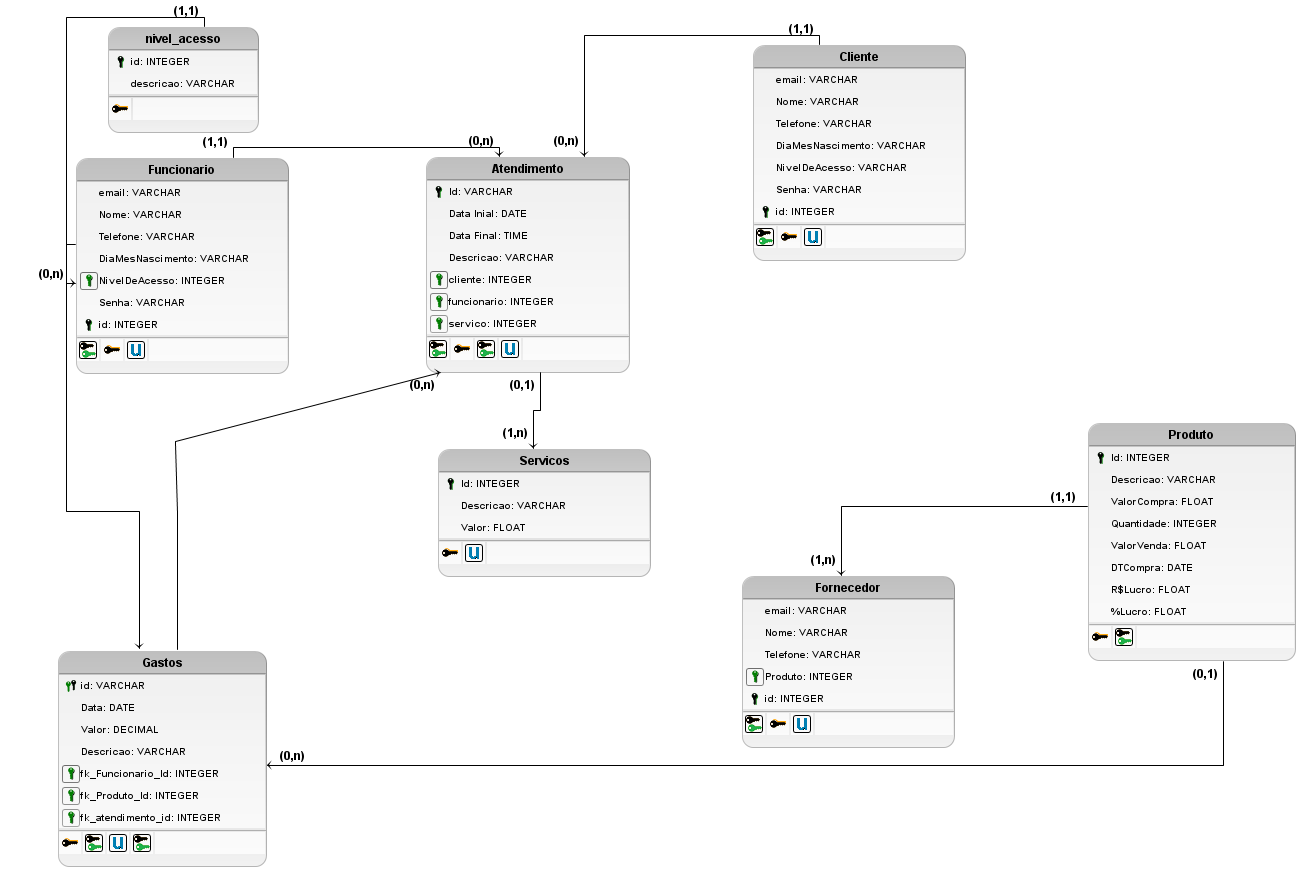 (1,1)
nivel_acesso
id: INTEGER
descricao: VARCHAR
(1,1)
Cliente
email: VARCHAR
Nome: VARCHAR
Telefone: VARCHAR
DiaMesNascimento: VARCHAR
NivelDeAcesso: VARCHAR
Senha: VARCHAR
id: INTEGER
U
(1,1)
(0,n)
(0,n)
Funcionario
email: VARCHAR
Nome: VARCHAR
Telefone: VARCHAR
DiaMesNascimento: VARCHAR
(0,n)
NivelDeAcesso: INTEGER
Senha: VARCHAR
id: INTEGER
U
Atendimento
Id: VARCHAR
Data Inial: DATE
Data Final: TIME
Descricao: VARCHAR
cliente: INTEGER
funcionario: INTEGER
servico: INTEGER
U
(0,n)
(0,1)
(1,n)
Servicos
Id: INTEGER
Descricao: VARCHAR
Valor: FLOAT
U
Produto
Id: INTEGER
Descricao: VARCHAR
ValorCompra: FLOAT
Quantidade: INTEGER
ValorVenda: FLOAT
DTCompra: DATE
R$Lucro: FLOAT
%Lucro: FLOAT
(1,1)
(1,n)
Fornecedor
email: VARCHAR
Nome: VARCHAR
Telefone: VARCHAR
Produto: INTEGER
id: INTEGER
U
(0,1)
(0,n)
Gastos
id: VARCHAR
Data: DATE
Valor: DECIMAL
Descricao: VARCHAR
fk_Funcionario_Id: INTEGER
fk_Produto_Id: INTEGER
fk_atendimento_id: INTEGER
U